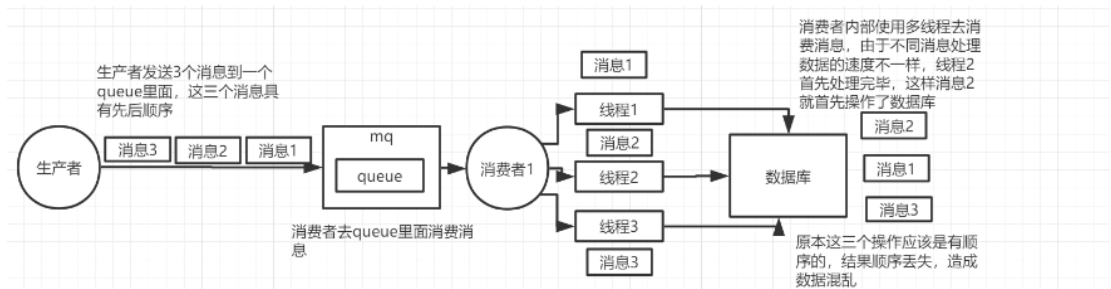 生产者发送3个消息到一个
queue里面，这三个消息具
有先后顺序
生产者
消息3
消息2
消息1
mq
queue
消费者去queue里面消费消
息
消费者1
消息1
线程1
消息2
线程2
线程3
消息3
消费者内部使用多线程去消
费消息，由于不同消息处理
数据的速度不一样，线程2
首先处理完毕，这样消息2
就首先操作了数据库
数据库
消息2
消息1
消息3
原本这三个操作应该是有顺
序的，结果顺序丢失，造成
数据混乱